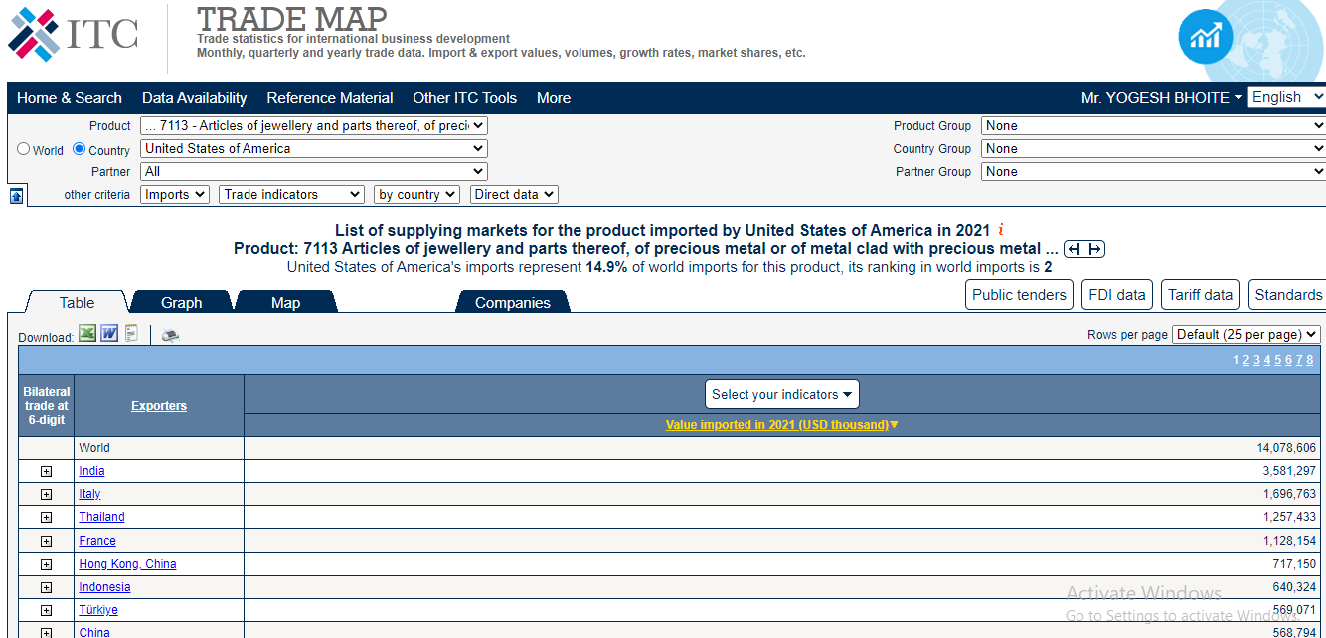 ITC
TRADE MAP
Trade statistics for international business development
Monthly, quarterly and yearly trade data. Import & export values, volumes, growth rates, market shares, etc.
Home & Search Data Availability Reference Material Other ITC Tools More Mr. YOGESH BHOITE English
Product ... 7113 - Articles of jewellery and parts thereof, of preci Product Group None
World Country United States of America Country Group None
Partner All Partner Group None
other criteria Imports Trade indicators by country Direct data
List of supplying markets for the product imported by United States of America in 2021 i
Product: 7113 Articles of jewellery and parts thereof, of precious metal or of metal clad with precious metal ...
United States of America's imports represent 14.9% of world imports for this product, its ranking in world imports is 2
Table Graph Map Companies Public tenders FDI data Tariff data Standards
Download: Rows per page Default (25 per page)
1 2 3 4 5 6 7 8
Bilateral trade at 6-digit Exporters Select your indicators
Value imported in 2021 (USD thousand)
World 14,078,606
India 3,581,297
Italy 1,696,763
Thailand 1,257,433
France 1,128,154
Hong Kong, China 717,150
Indonesia 640,324
Türkiye 569,071
China 568,794
Activate Windows
Go to Settings to activate Windows.